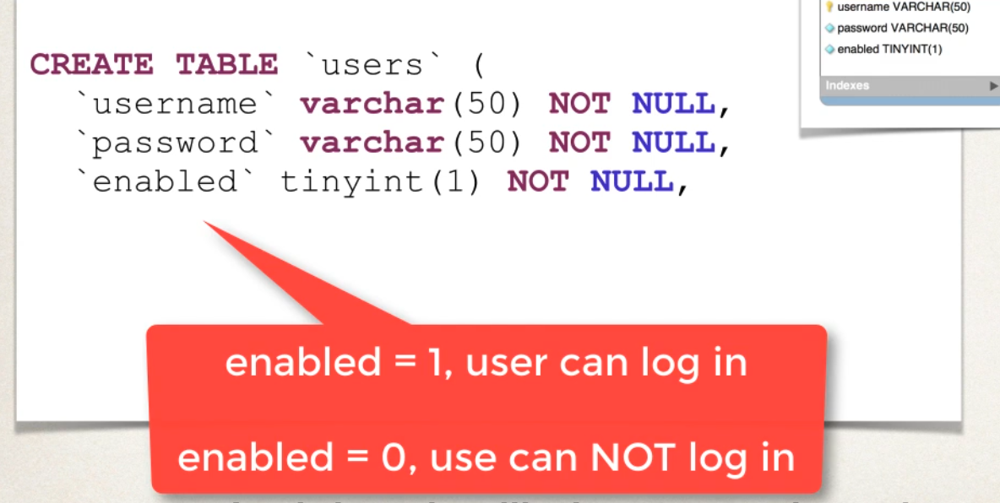 username VARCHAR(50)
password VARCHAR(50)
enabled TINYINT(1)
Indexes
CREATE TABLE `users` (
`username` varchar(50) NOT NULL,
`password` varchar(50) NOT NULL,
`enabled` tinyint(1) NOT NULL,
enabled = 1, user can log in
enabled = 0, use can NOT log in